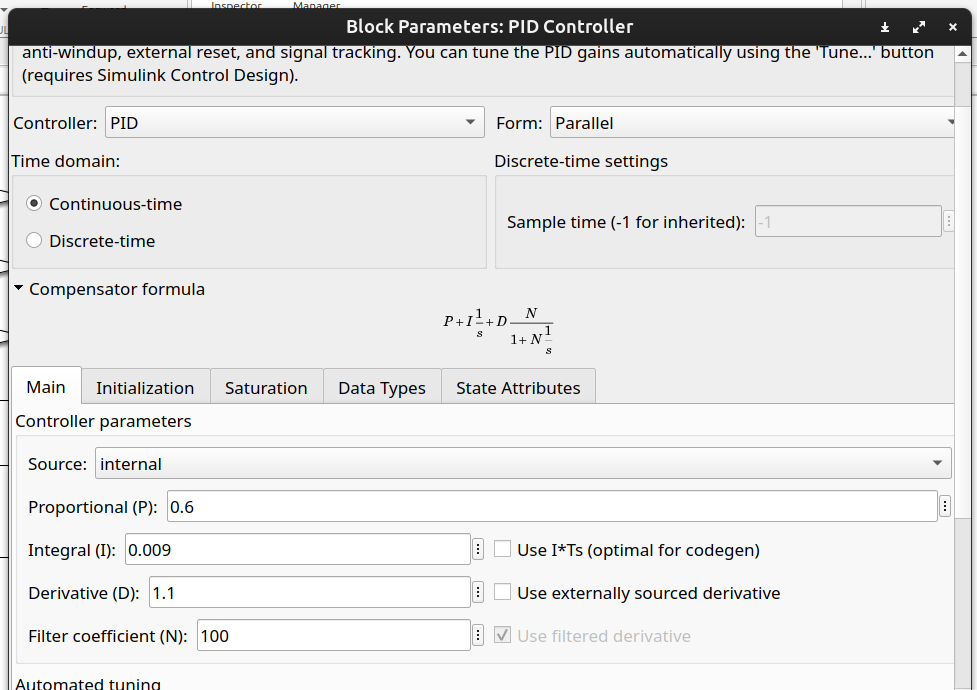 Inspector Manager
Block Parameters: PID Controller
anti-windup, external reset, and signal tracking. You can tune the PID gains automatically using the 'Tune...' button
(requires Simulink Control Design).
Controller: PID Form: Parallel
Time domain: Discrete-time settings
Continuous-time
Sample time (-1 for inherited): -1
Discrete-time
Compensator formula
P+I 1/s + D N/(1+N 1/s)
Main Initialization Saturation Data Types State Attributes
Controller parameters
Source: internal
Proportional (P): 0.6
Integral (I): 0.009 Use I*Ts (optimal for codegen)
Derivative (D): 1.1 Use externally sourced derivative
Filter coefficient (N): 100 Use filtered derivative
Automated tuning